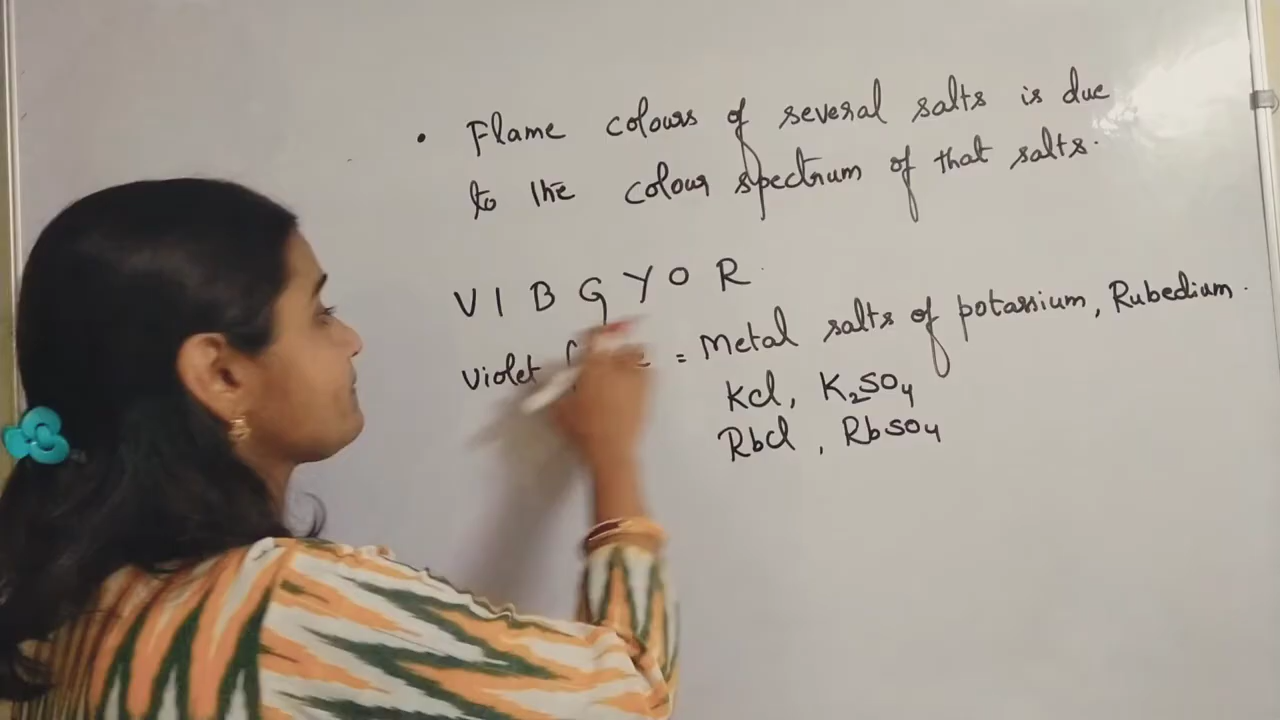 • Flame colours of several salts is due
to the colour spectrum of that salts.
V I B G Y O R
Violet = Metal salts of potassium, Rubedium.
Kcl, K₂SO₄
Rbcl, RbSO₄